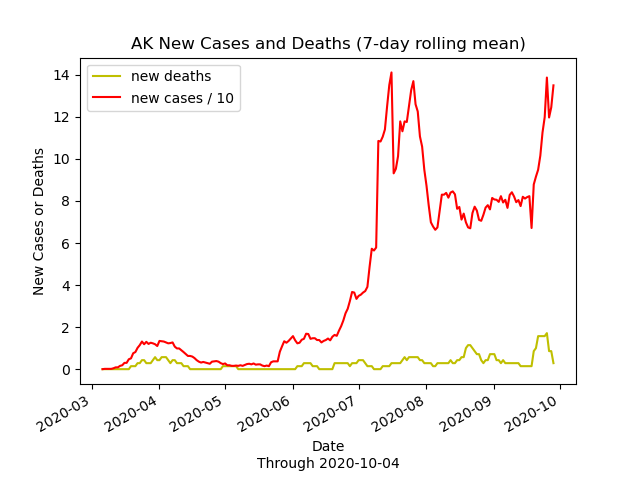 AK New Cases and Deaths (7-day rolling mean)
new deaths
new cases / 10
New Cases or Deaths
14
12
10
8
6
4
2
0
2020-03
2020-04
2020-05
2020-06
2020-07
2020-08
2020-09
2020-10
Date
Through 2020-10-04